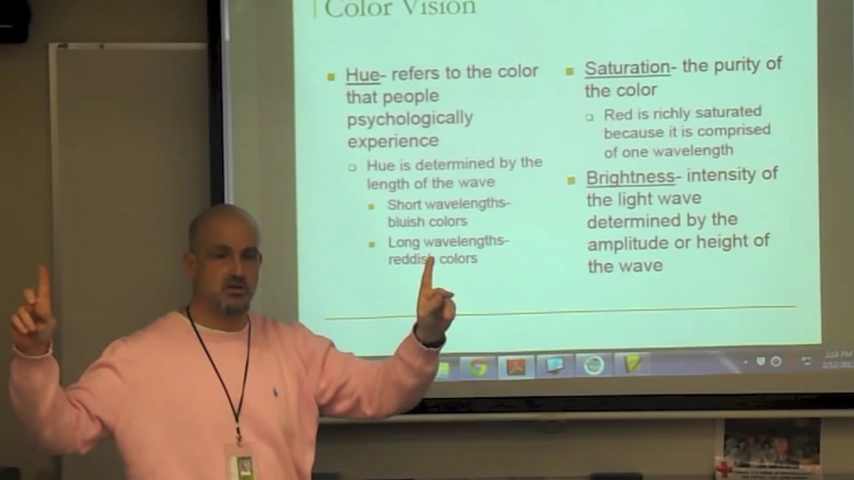 Color Vision
Hue- refers to the color
that people
psychologically
experience
Hue is determined by the
length of the wave
Short wavelengths-
bluish colors
Long wavelengths-
reddish colors
Saturation- the purity of
the color
Red is richly saturated
because it is comprised
of one wavelength
Brightness- intensity of
the light wave
determined by the
amplitude or height of
the wave